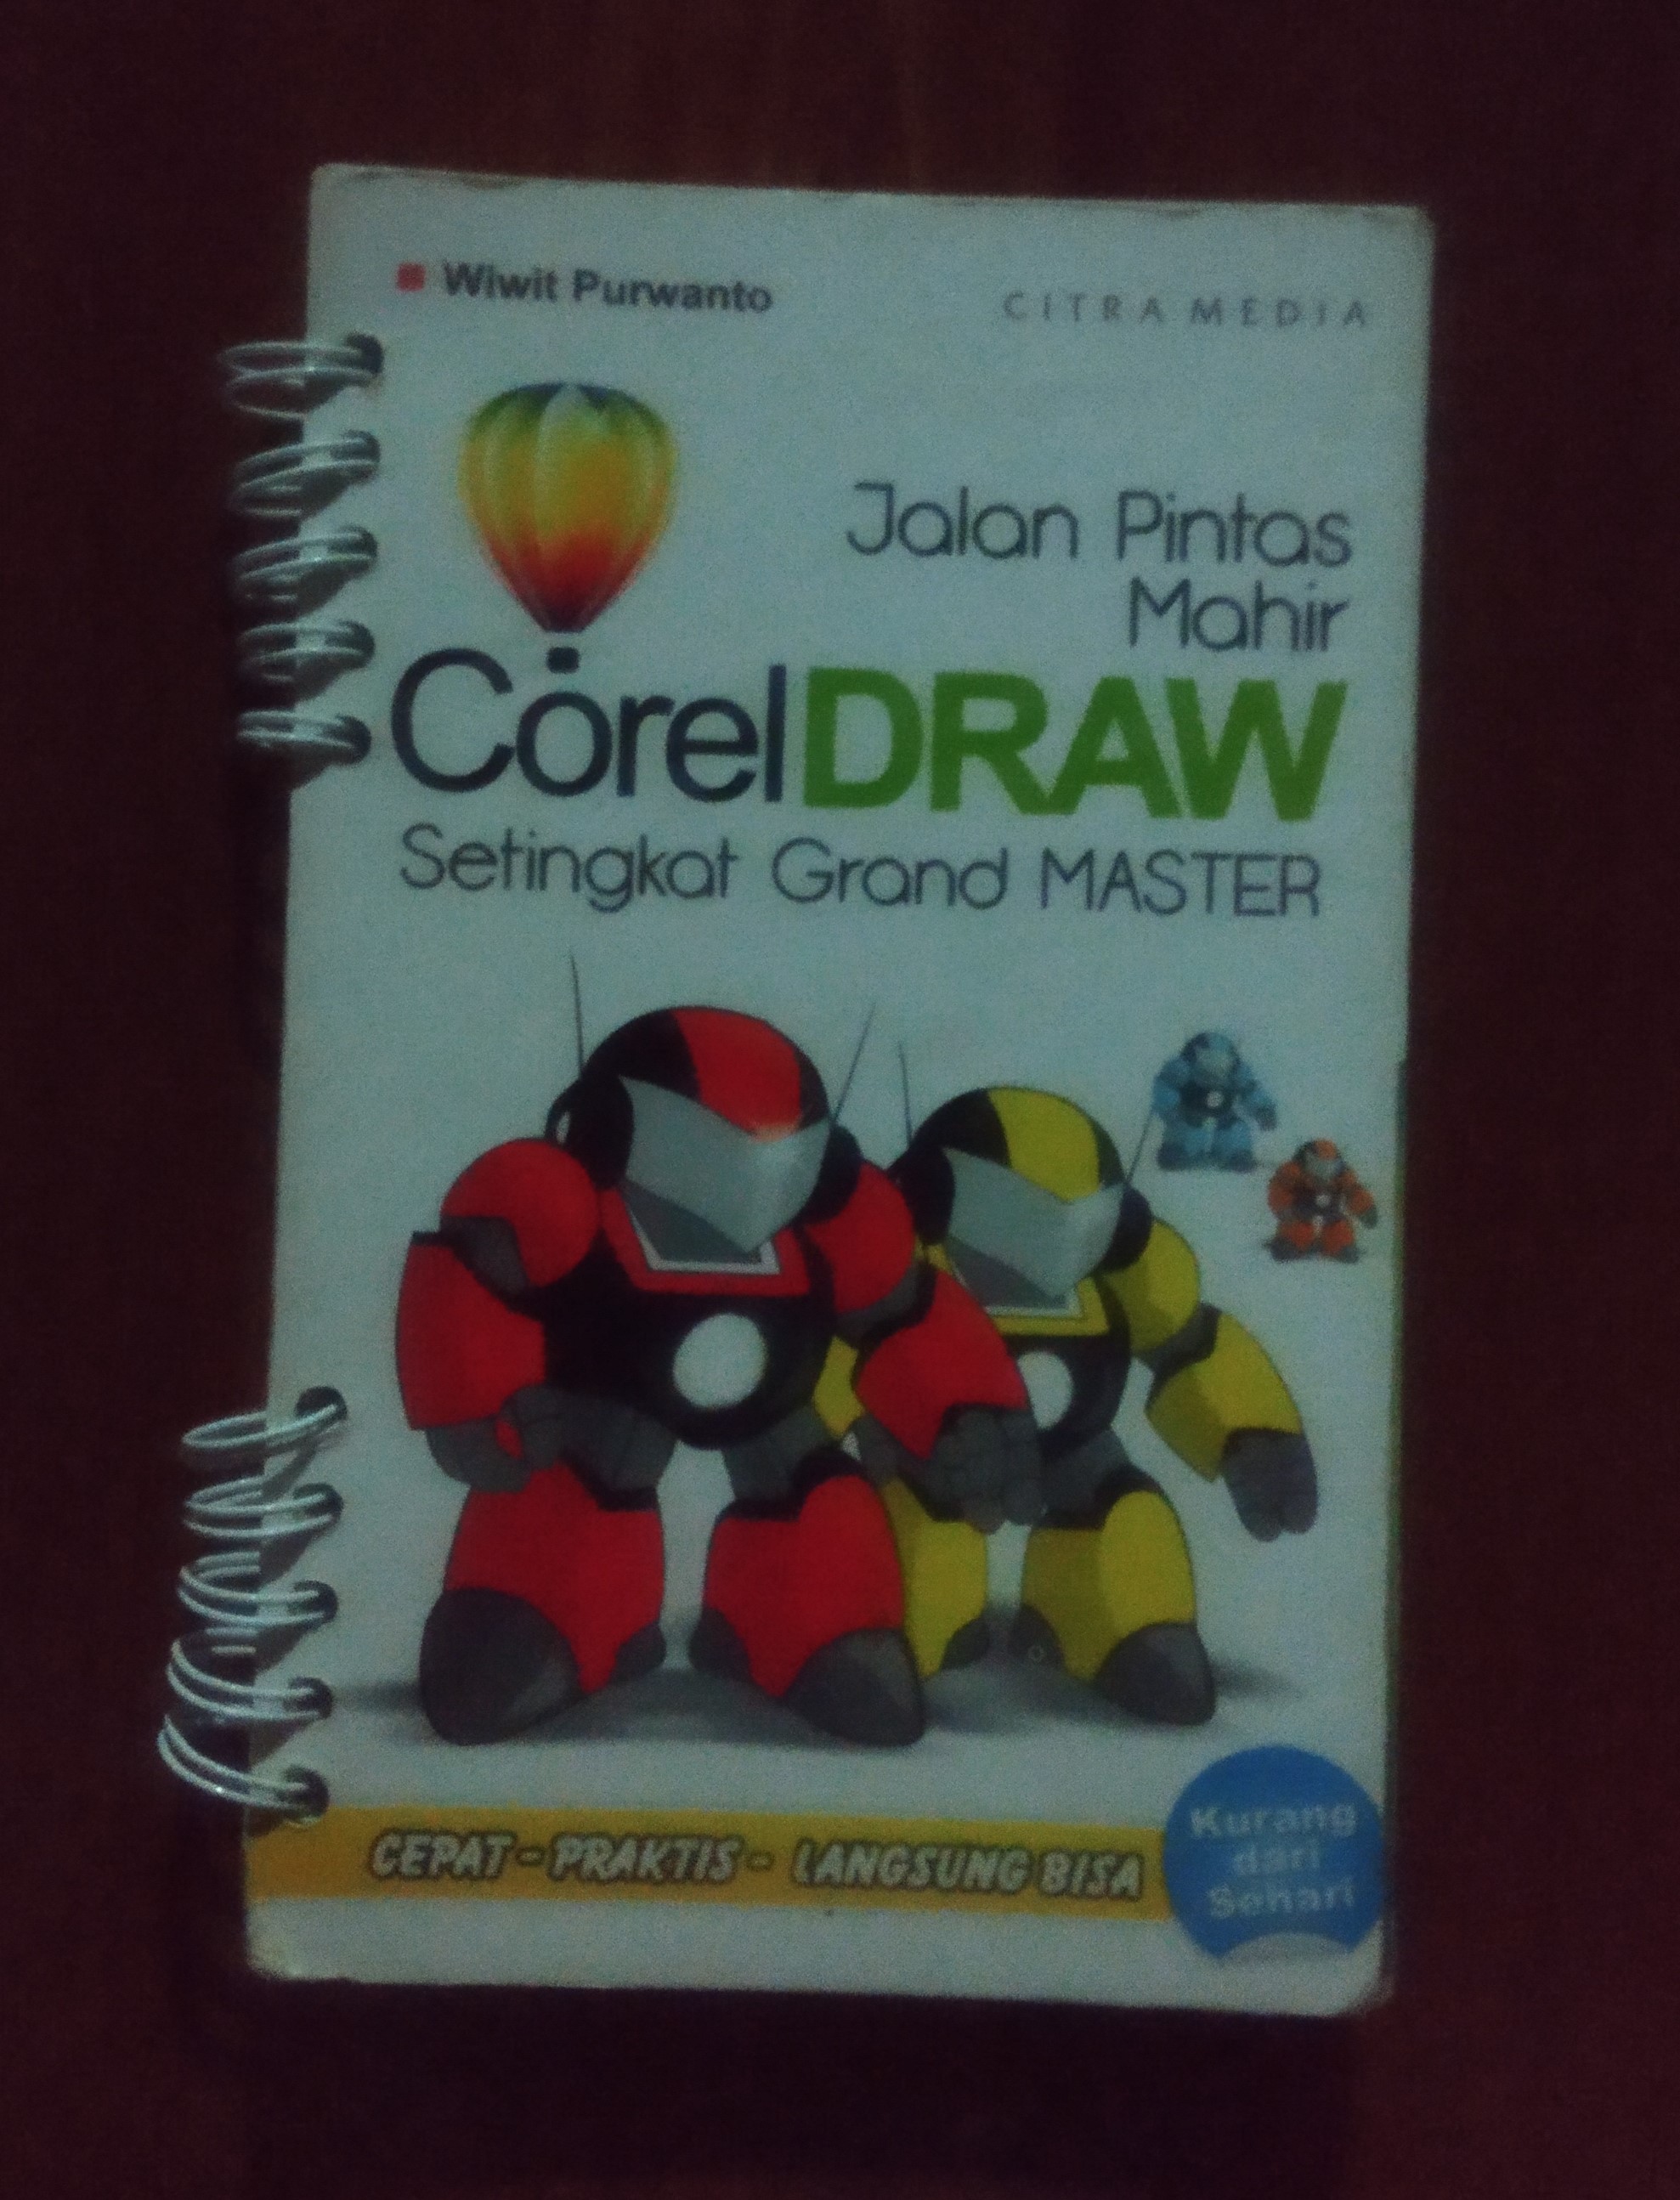 Wiwit Purwanto
CITRA MEDIA
Jalan Pintas
Mahir
CorelDRAW
Setingkat Grand MASTER
CEPAT - PRAKTIS - LANGSUNG BISA
Kurang
dari
Sehari